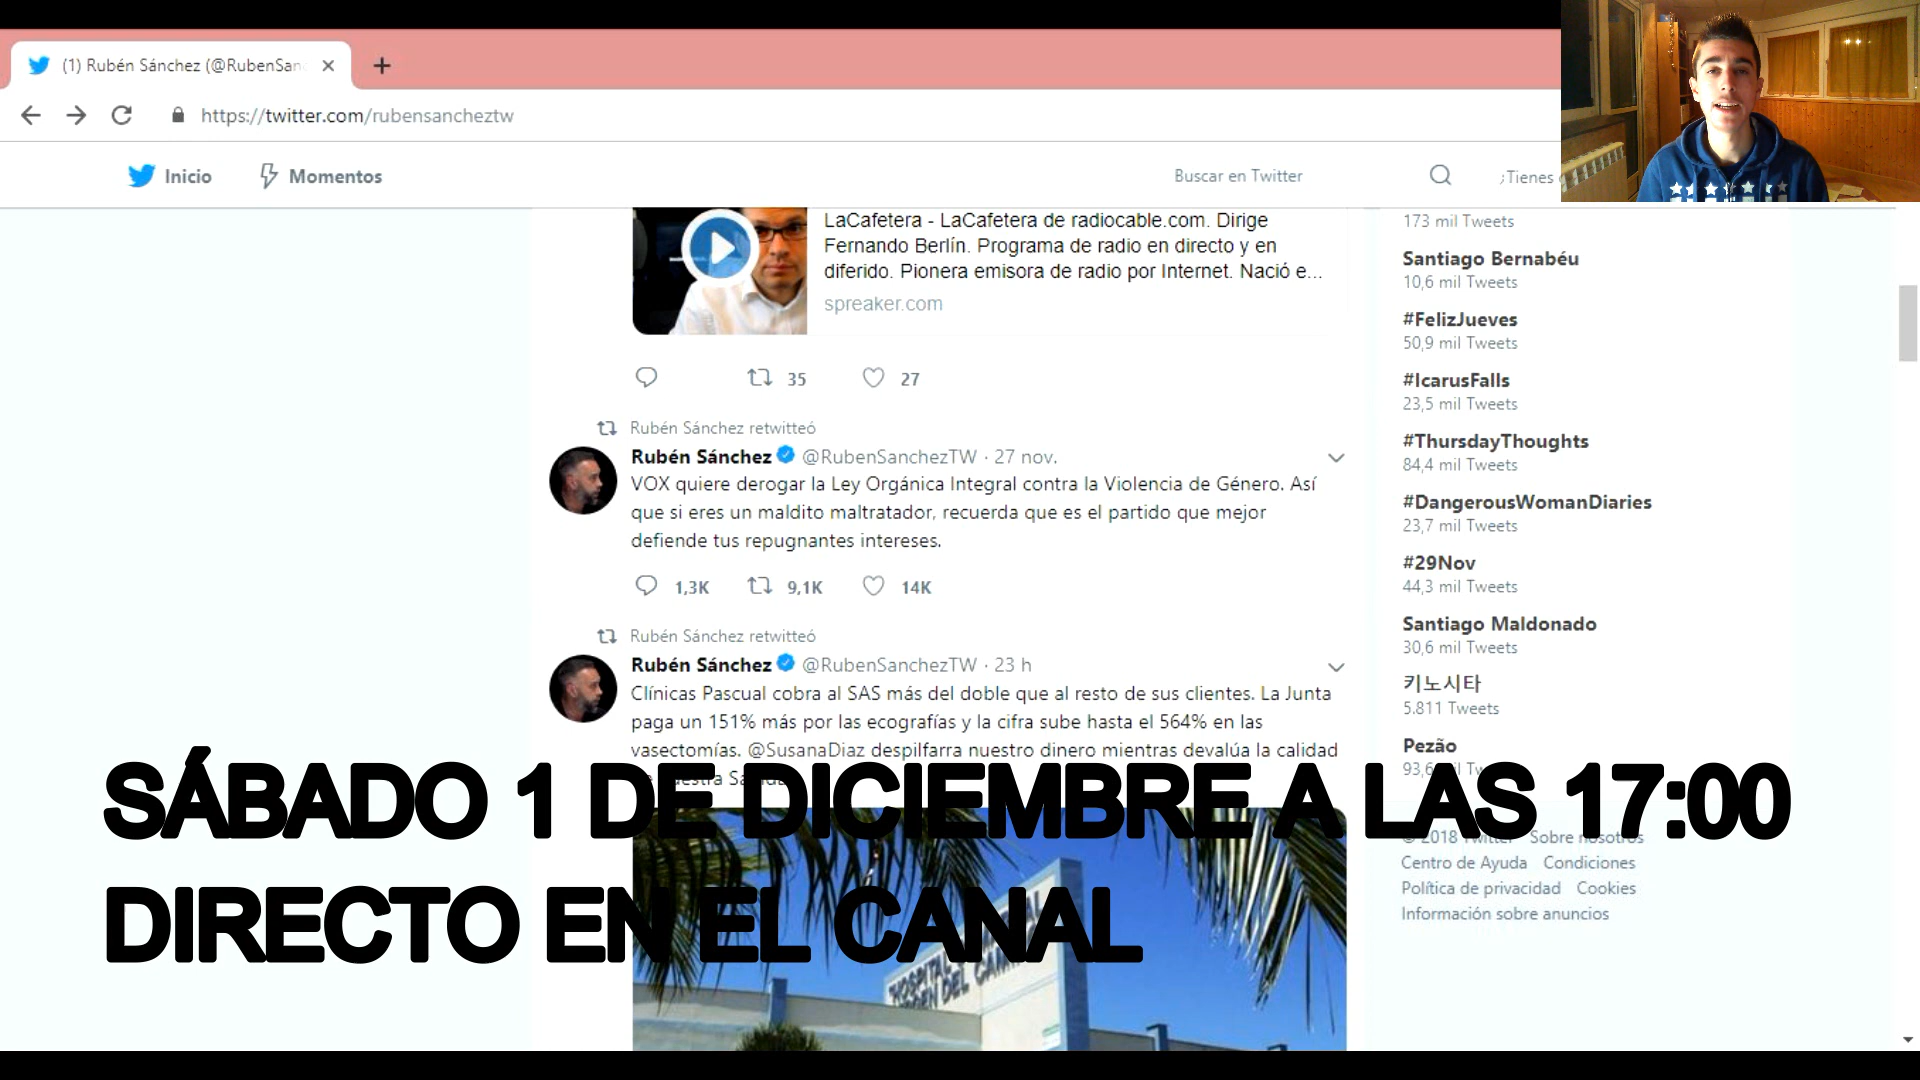 (1) Rubén Sánchez (@RubenSan
https://twitter.com/rubensancheztw
Inicio
Momentos
Buscar en Twitter
¿Tienes
LaCafetera - LaCafetera de radiocable.com. Dirige
Fernando Berlín. Programa de radio en directo y en
diferido. Pionera emisora de radio por Internet. Nació e...
spreaker.com
35
27
Rubén Sánchez retwitteó
Rubén Sánchez @RubenSanchezTW · 27 nov.
VOX quiere derogar la Ley Orgánica Integral contra la Violencia de Género. Así
que si eres un maldito maltratador, recuerda que es el partido que mejor
defiende tus repugnantes intereses.
1,3K
9,1K
14K
Rubén Sánchez retwitteó
Rubén Sánchez @RubenSanchezTW · 23 h
Clínicas Pascual cobra al SAS más del doble que al resto de sus clientes. La Junta
paga un 151% más por las ecografías y la cifra sube hasta el 564% en las
vasectomías. @SusanaDiaz despilfarra nuestro dinero mientras devalúa la calidad
173 mil Tweets
Santiago Bernabéu
10,6 mil Tweets
#FelizJueves
50,9 mil Tweets
#IcarusFalls
23,5 mil Tweets
#ThursdayThoughts
84,4 mil Tweets
#DangerousWomanDiaries
23,7 mil Tweets
#29Nov
44,3 mil Tweets
Santiago Maldonado
30,6 mil Tweets
키노시타
5.811 Tweets
Pezão
© 2018 Twitter Sobre nosotros
Centro de Ayuda Condiciones
Política de privacidad Cookies
Información sobre anuncios
SÁBADO 1 DE DICIEMBRE A LAS 17:00
DIRECTO EN EL CANAL